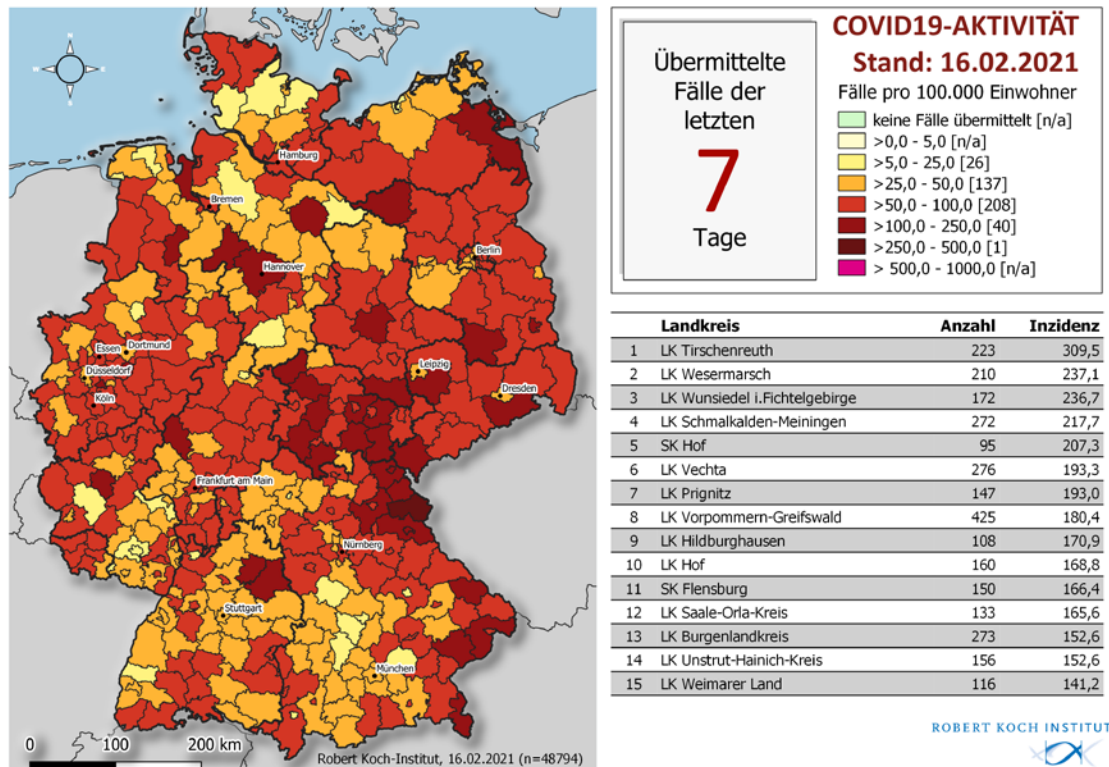 N
W
E
S
Hamburg
Bremen
Berlin
Hannover
Essen
Dortmund
Düsseldorf
Leipzig
Köln
Dresden
Frankfurt am Main
Nürnberg
Stuttgart
München
0 100 200 km
Robert Koch-Institut, 16.02.2021 (n=48794)
Übermittelte
Fälle der
letzten
7
Tage
COVID19-AKTIVITÄT
Stand: 16.02.2021
Fälle pro 100.000 Einwohner
keine Fälle übermittelt [n/a]
>0,0 - 5,0 [n/a]
>5,0 - 25,0 [26]
>25,0 - 50,0 [137]
>50,0 - 100,0 [208]
>100,0 - 250,0 [40]
>250,0 - 500,0 [1]
> 500,0 - 1000,0 [n/a]
Landkreis Anzahl Inzidenz
1 LK Tirschenreuth 223 309,5
2 LK Wesermarsch 210 237,1
3 LK Wunsiedel i.Fichtelgebirge 172 236,7
4 LK Schmalkalden-Meiningen 272 217,7
5 SK Hof 95 207,3
6 LK Vechta 276 193,3
7 LK Prignitz 147 193,0
8 LK Vorpommern-Greifswald 425 180,4
9 LK Hildburghausen 108 170,9
10 LK Hof 160 168,8
11 SK Flensburg 150 166,4
12 LK Saale-Orla-Kreis 133 165,6
13 LK Burgenlandkreis 273 152,6
14 LK Unstrut-Hainich-Kreis 156 152,6
15 LK Weimarer Land 116 141,2
ROBERT KOCH INSTITUT